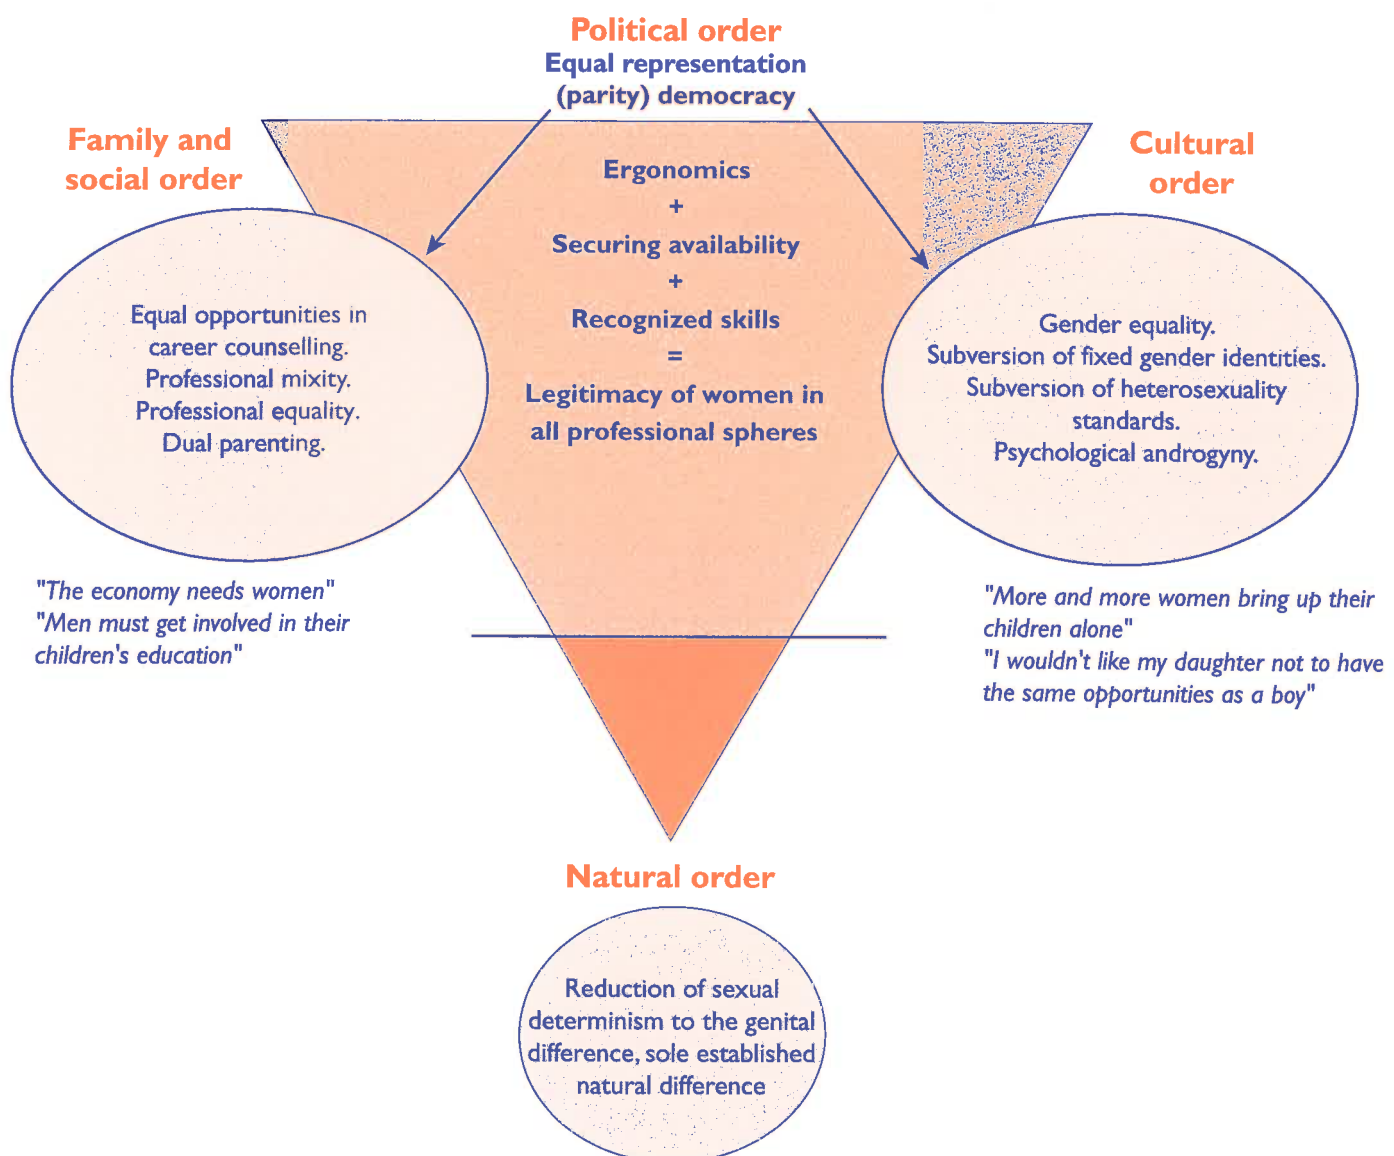 Political order
Equal representation
(parity) democracy
Family and
social order
Cultural
order
Ergonomics
+
Securing availability
+
Recognized skills
=
Legitimacy of women in
all professional spheres
Equal opportunities in
career counselling.
Professional mixity.
Professional equality.
Dual parenting.
Gender equality.
Subversion of fixed gender identities.
Subversion of heterosexuality
standards.
Psychological androgyny.
"The economy needs women"
"Men must get involved in their
children's education"
"More and more women bring up their
children alone"
"I wouldn't like my daughter not to have
the same opportunities as a boy"
Natural order
Reduction of sexual
determinism to the genital
difference, sole established
natural difference